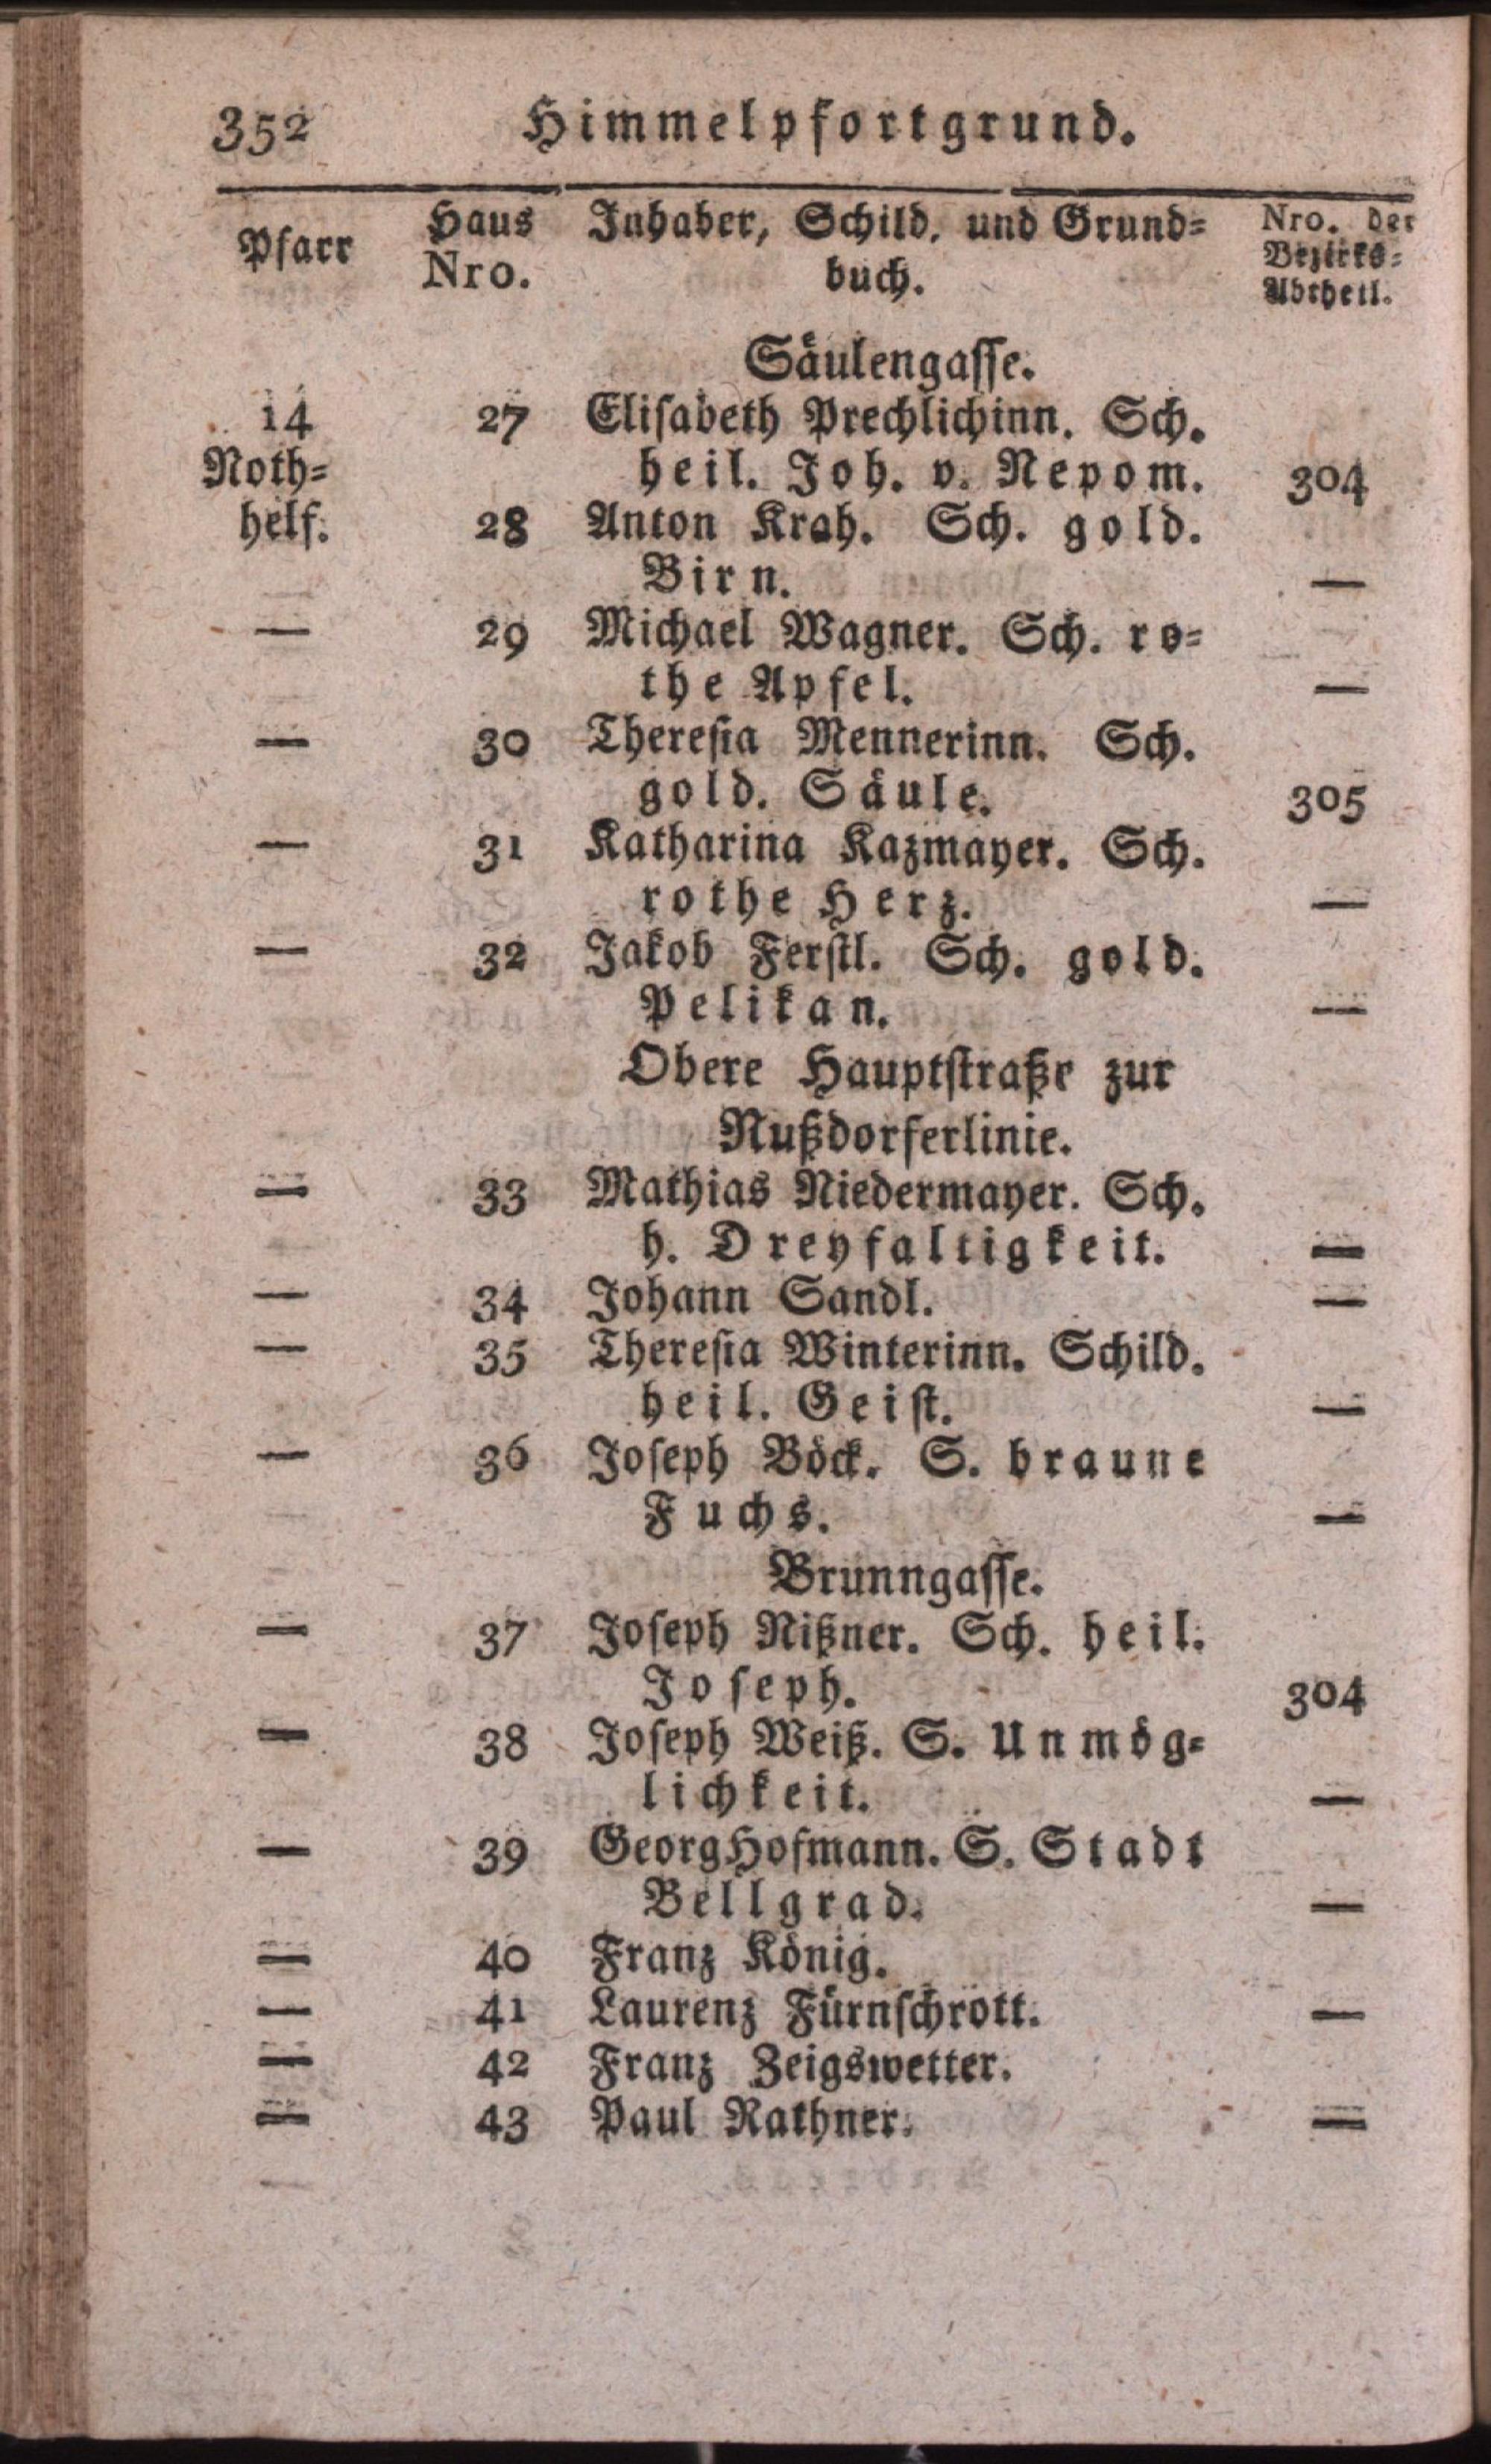 352 Himmelpfortgrund.
Pfarr Haus Nro. Inhaber, Schild, und Grund=
buch. Nro. der Bezirks= Abtheil.
Säulengasse.
14 27 Elisabeth Prechlichinn. Sch.
Noth= heil. Joh. v. Nepom. 304
helf. 28 Anton Krah. Sch. gold.
Birn. —
— 29 Michael Wagner. Sch. ro=
the Apfel. —
— 30 Theresia Mennerinn. Sch.
gold. Säule. 305
— 31 Katharina Kazmayer. Sch.
rothe Herz. —
— 32 Jakob Ferstl. Sch. gold.
Pelikan. —
Obere Hauptstraße zur
Nußdorferlinie.
— 33 Mathias Niedermayer. Sch.
h. Dreyfaltigkeit. —
— 34 Johann Sandl. —
— 35 Theresia Winterinn. Schild.
heil. Geist. —
— 36 Joseph Böck. S. braune
Fuchs. —
Brunngasse.
— 37 Joseph Nißner. Sch. heil.
Joseph. 304
— 38 Joseph Weiß. S. Unmög=
lichkeit. —
— 39 Georg Hofmann. S. Stadt
Bellgrad. —
— 40 Franz König.
— 41 Laurenz Fürnschrott. —
— 42 Franz Zeigswetter.
— 43 Paul Rathner. —